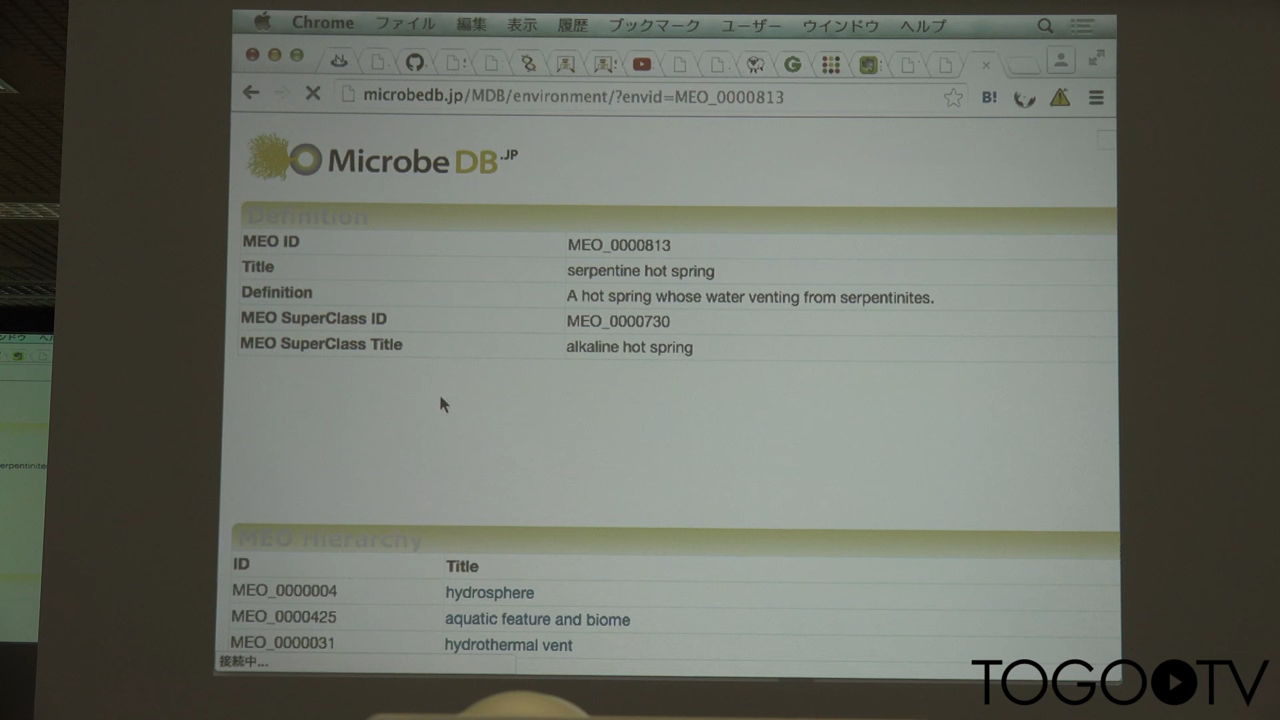 Chrome ファイル 編集 表示 履歴 ブックマーク ユーザー ウインドウ ヘルプ
microbedb.jp/MDB/environment/?envid=MEO_0000813
B!
Microbe DB .JP
Definition
MEO ID MEO_0000813
Title serpentine hot spring
Definition A hot spring whose water venting from serpentinites.
MEO SuperClass ID MEO_0000730
MEO SuperClass Title alkaline hot spring
MEO Hierarchy
ID Title
MEO_0000004 hydrosphere
MEO_0000425 aquatic feature and biome
MEO_0000031 hydrothermal vent
接続中...
TOGO TV